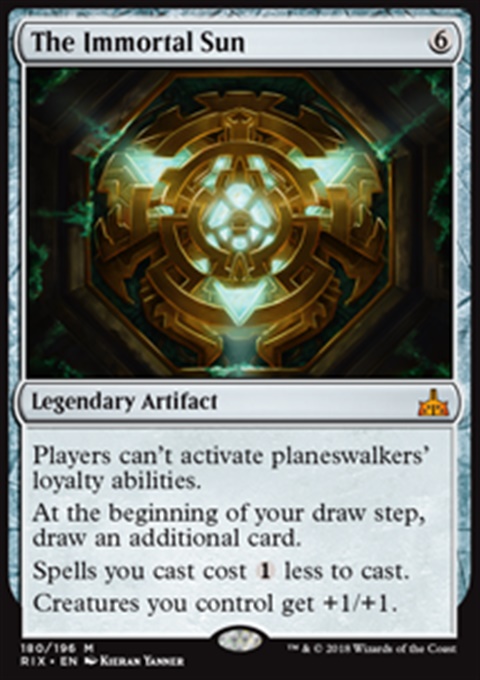 The Immortal Sun 6
Legendary Artifact
Players can't activate planeswalkers'
loyalty abilities.
At the beginning of your draw step,
draw an additional card.
Spells you cast cost 1 less to cast.
Creatures you control get +1/+1.
180/196 M
RIX • EN Kieran Yanner
™ & © 2018 Wizards of the Coast